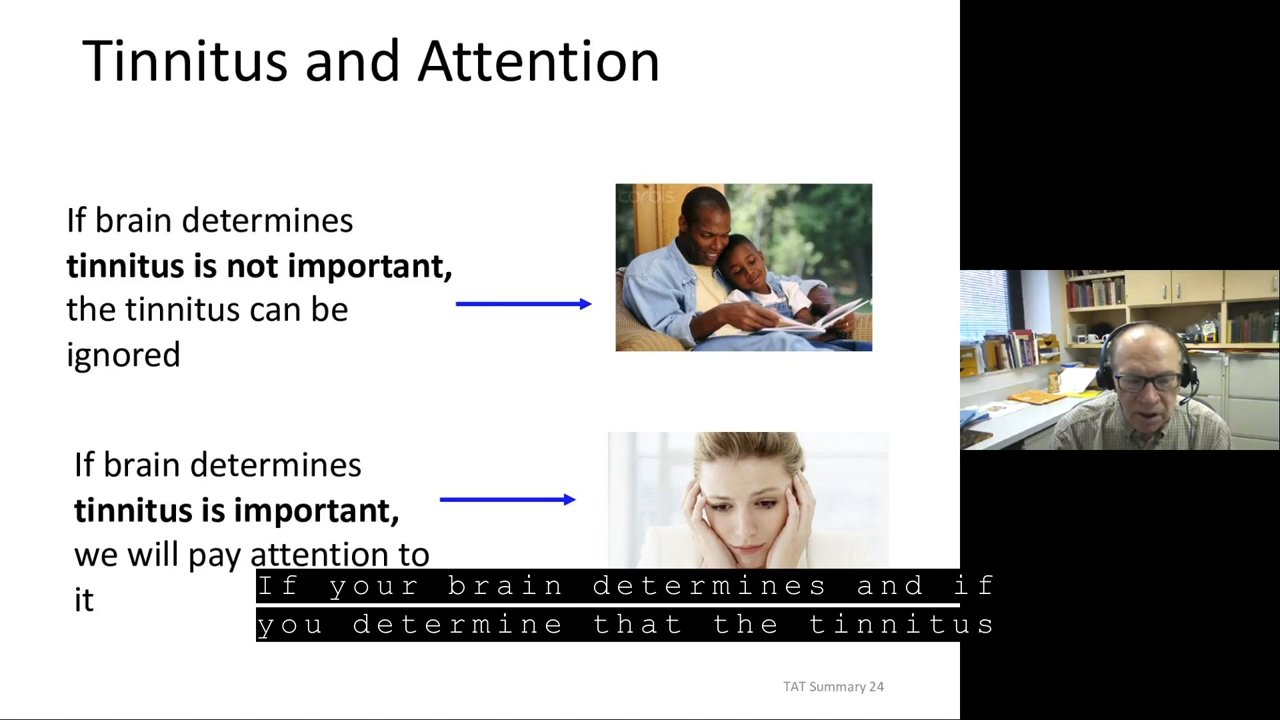 Tinnitus and Attention
corbis
If brain determines
tinnitus is not important,
the tinnitus can be
ignored
If brain determines
tinnitus is important,
we will pay attention to
it
If your brain determines and if
you determine that the tinnitus
TAT Summary 24